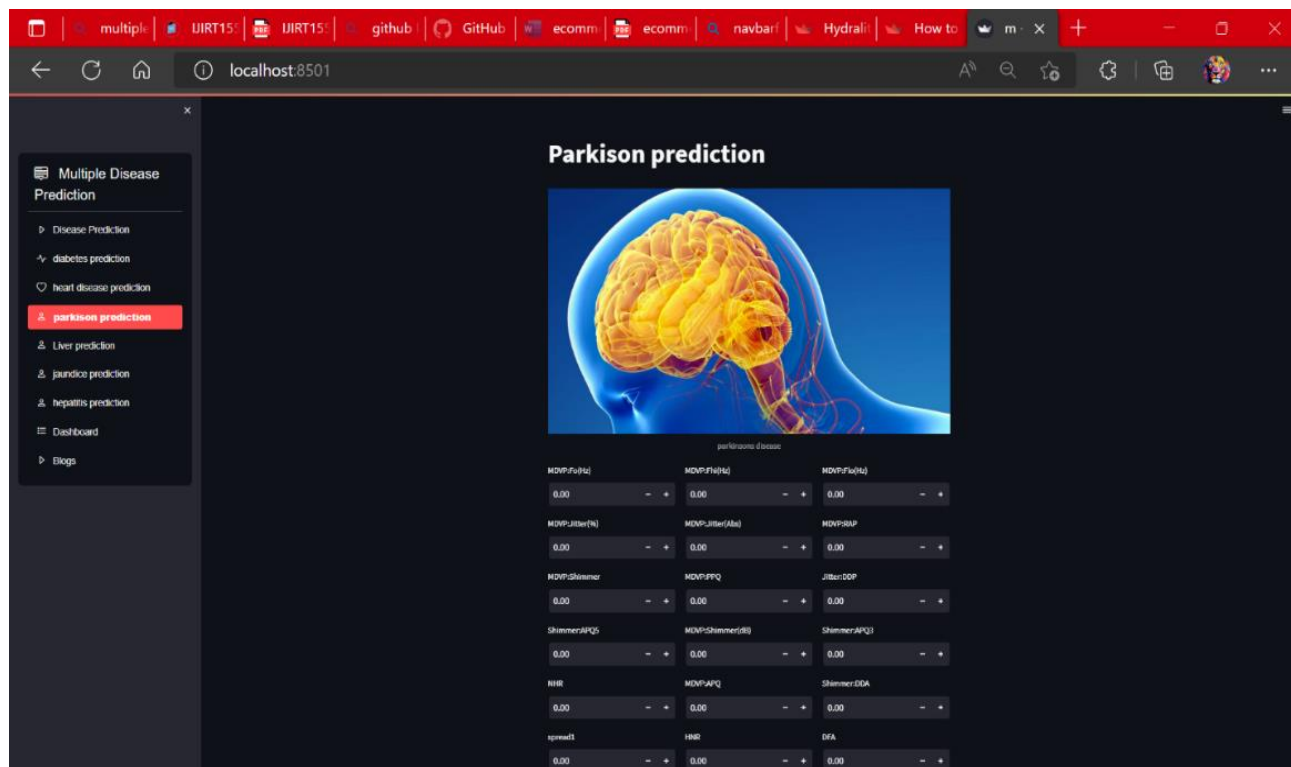 multiple
IJIRT155
IJIRT155
github
GitHub
ecomm
ecomm
navbarf
Hydralit
How to
m
localhost:8501
Multiple Disease
Prediction
Disease Prediction
diabetes prediction
heart disease prediction
parkison prediction
Liver prediction
jaundice prediction
hepatitis prediction
Dashboard
Blogs
Parkison prediction
parkinsons disease
MDVP:Fo(Hz) MDVP:Fhi(Hz) MDVP:Flo(Hz)
0.00 - + 0.00 - + 0.00 - +
MDVP:Jitter(%) MDVP:Jitter(Abs) MDVP:RAP
0.00 - + 0.00 - + 0.00 - +
MDVP:Shimmer MDVP:PPQ Jitter:DDP
0.00 - + 0.00 - + 0.00 - +
Shimmer:APQ5 MDVP:Shimmer(dB) Shimmer:APQ3
0.00 - + 0.00 - + 0.00 - +
NHR MDVP:APQ Shimmer:DDA
0.00 - + 0.00 - + 0.00 - +
spread1 HNR DFA
0.00 - + 0.00 - + 0.00 - +